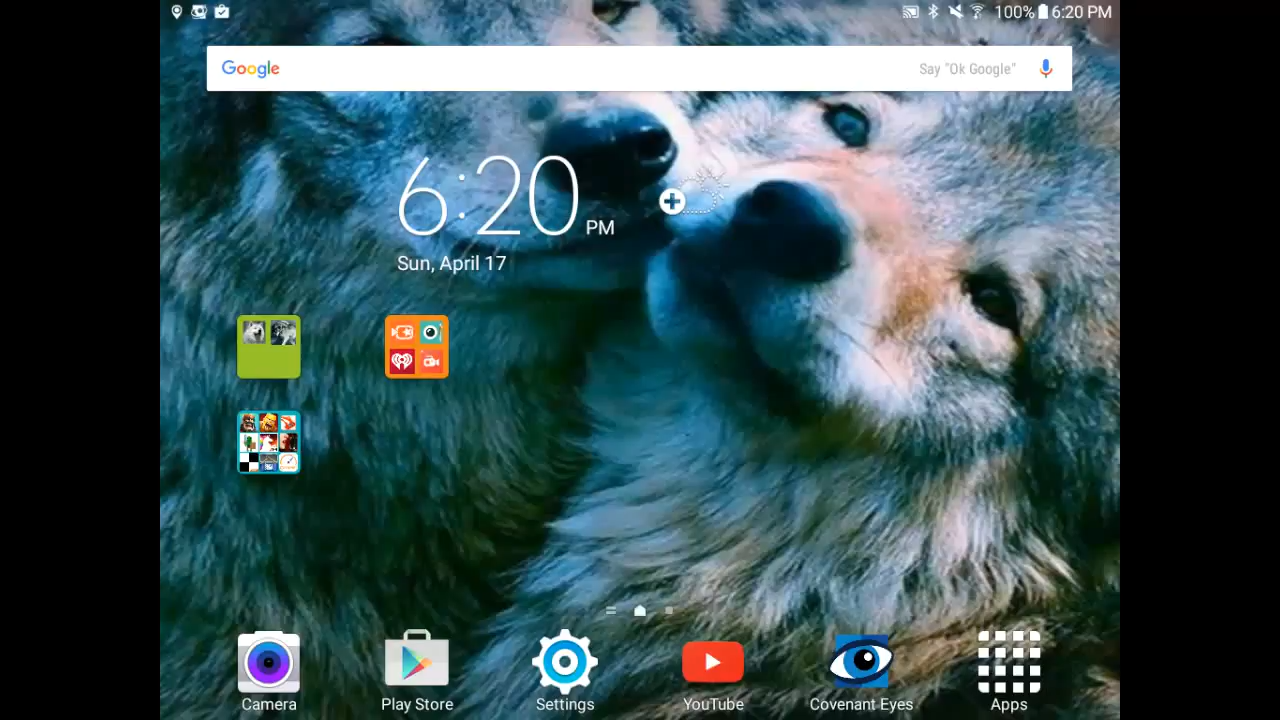 100% 6:20 PM
Google Say "Ok Google"
6:20 PM
Sun, April 17
Camera Play Store Settings YouTube Covenant Eyes Apps